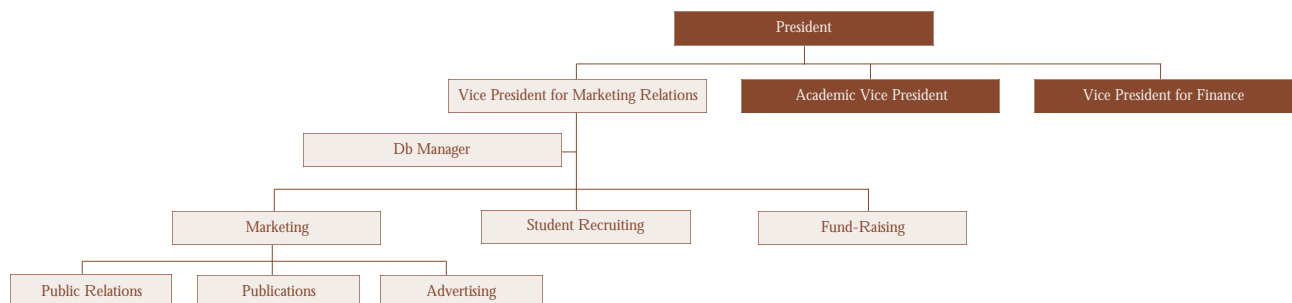 President
Vice President for Marketing Relations
Academic Vice President
Vice President for Finance
Db Manager
Marketing
Student Recruiting
Fund-Raising
Public Relations
Publications
Advertising